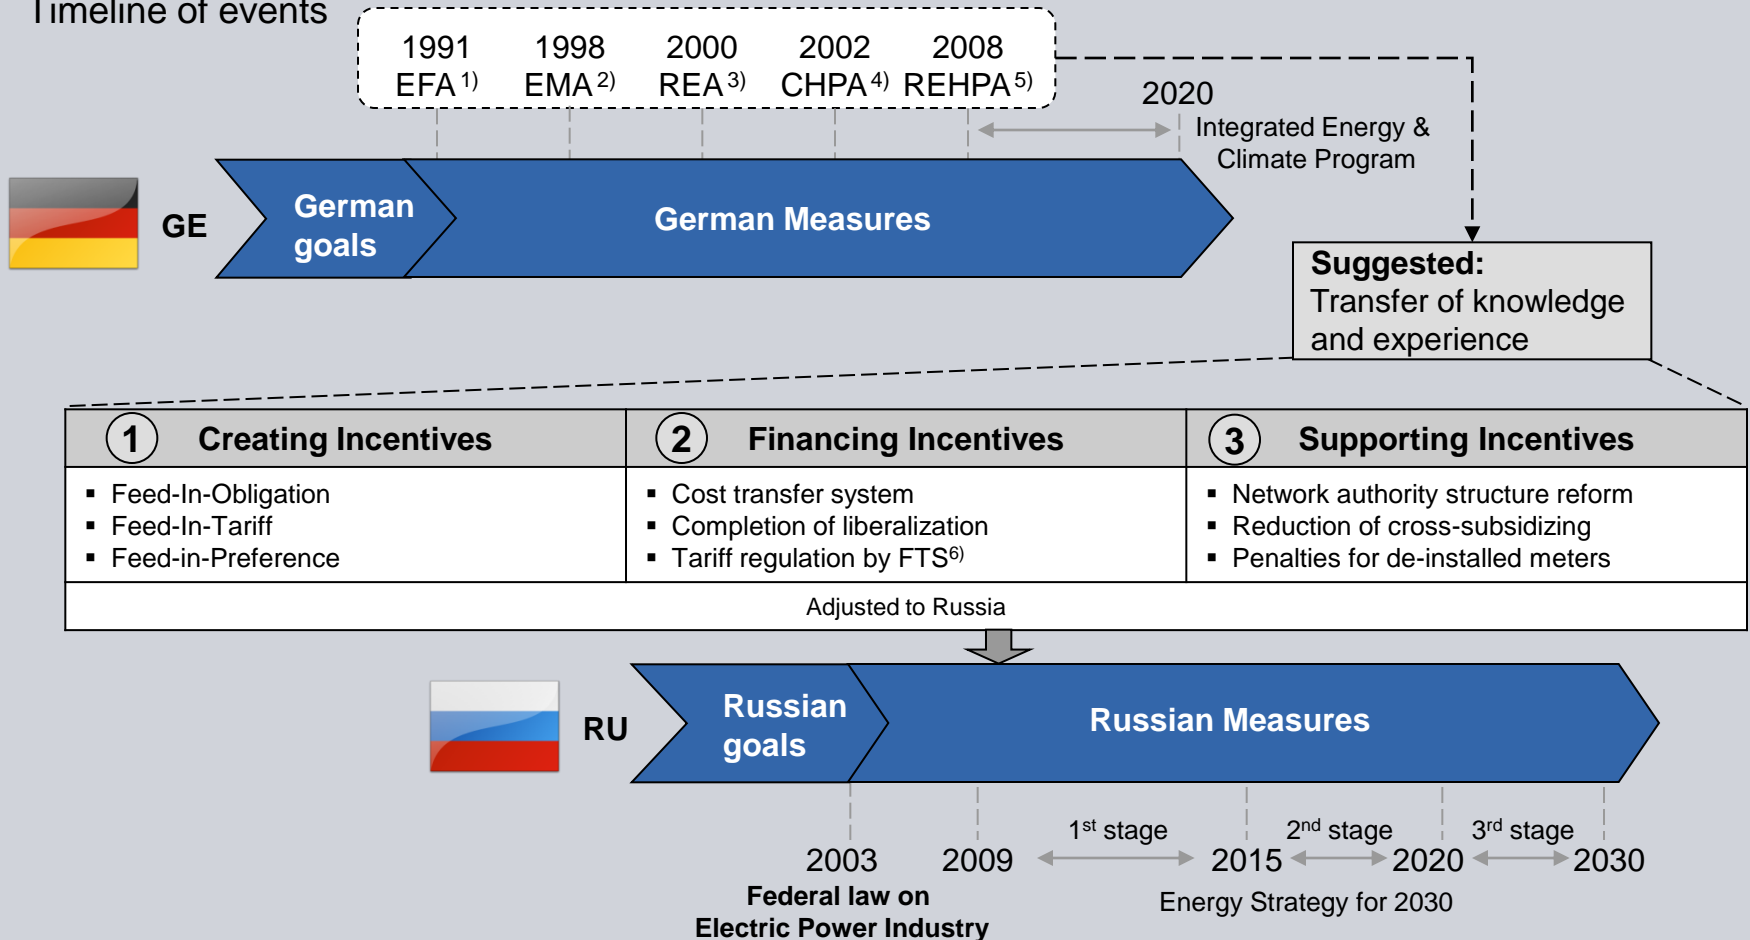 Timeline of events
1991 1998 2000 2002 2008
EFA 1) EMA 2) REA 3) CHPA 4) REHPA 5)
2020
Integrated Energy &
Climate Program
GE
German
goals
German Measures
Suggested:
Transfer of knowledge
and experience
1 Creating Incentives
▪ Feed-In-Obligation
▪ Feed-In-Tariff
▪ Feed-in-Preference
2 Financing Incentives
▪ Cost transfer system
▪ Completion of liberalization
▪ Tariff regulation by FTS6)
3 Supporting Incentives
▪ Network authority structure reform
▪ Reduction of cross-subsidizing
▪ Penalties for de-installed meters
Adjusted to Russia
RU
Russian
goals
Russian Measures
1st stage 2nd stage 3rd stage
2003 2009 2015 2020 2030
Federal law on
Electric Power Industry
Energy Strategy for 2030